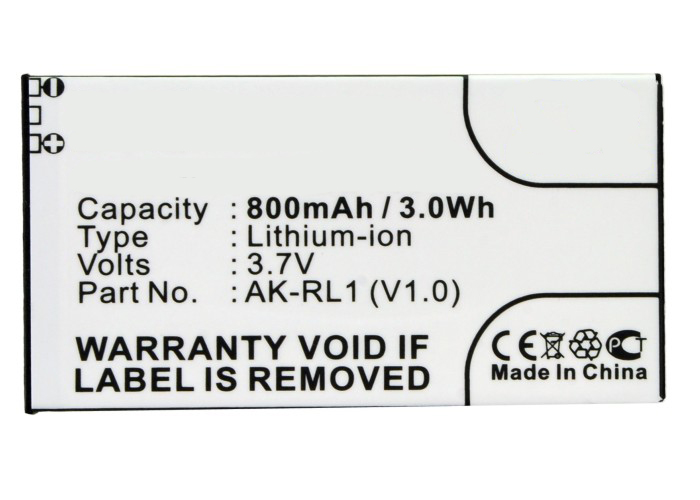 Capacity : 800mAh / 3.0Wh
Type : Lithium-ion
Volts : 3.7V
Part No. : AK-RL1 (V1.0)
WARRANTY VOID IF
LABEL IS REMOVED
CE PCT
Made In China